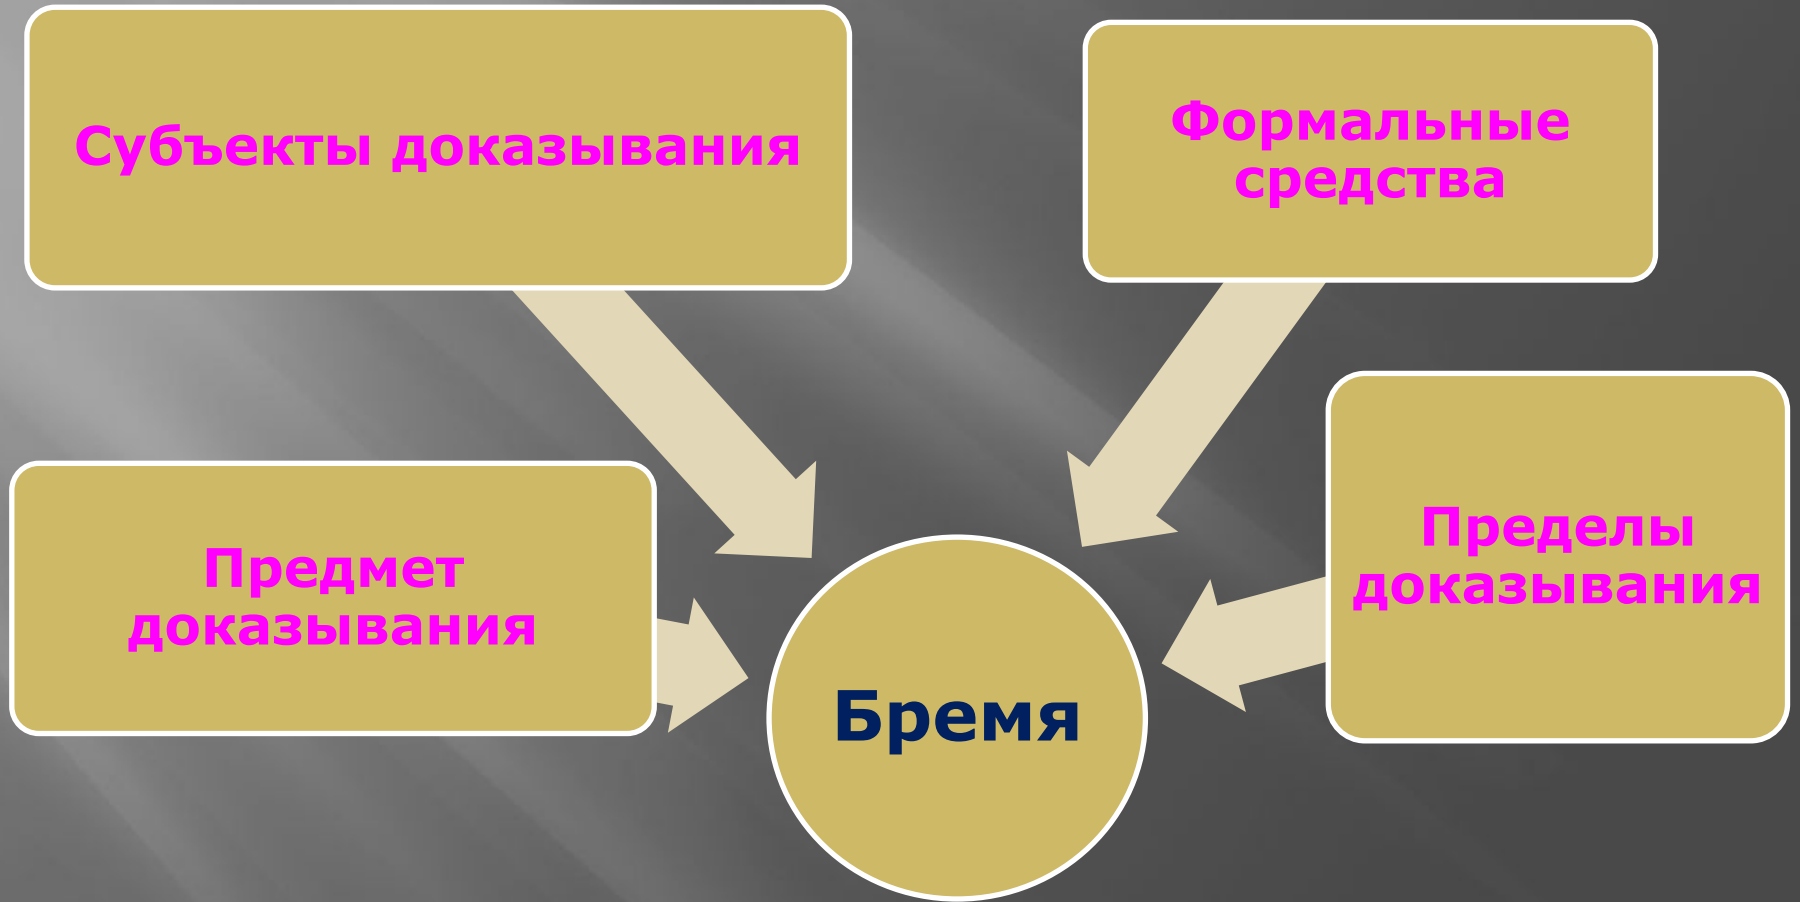 Субъекты доказывания
Формальные
средства
Предмет
доказывания
Пределы
доказывания
Бремя